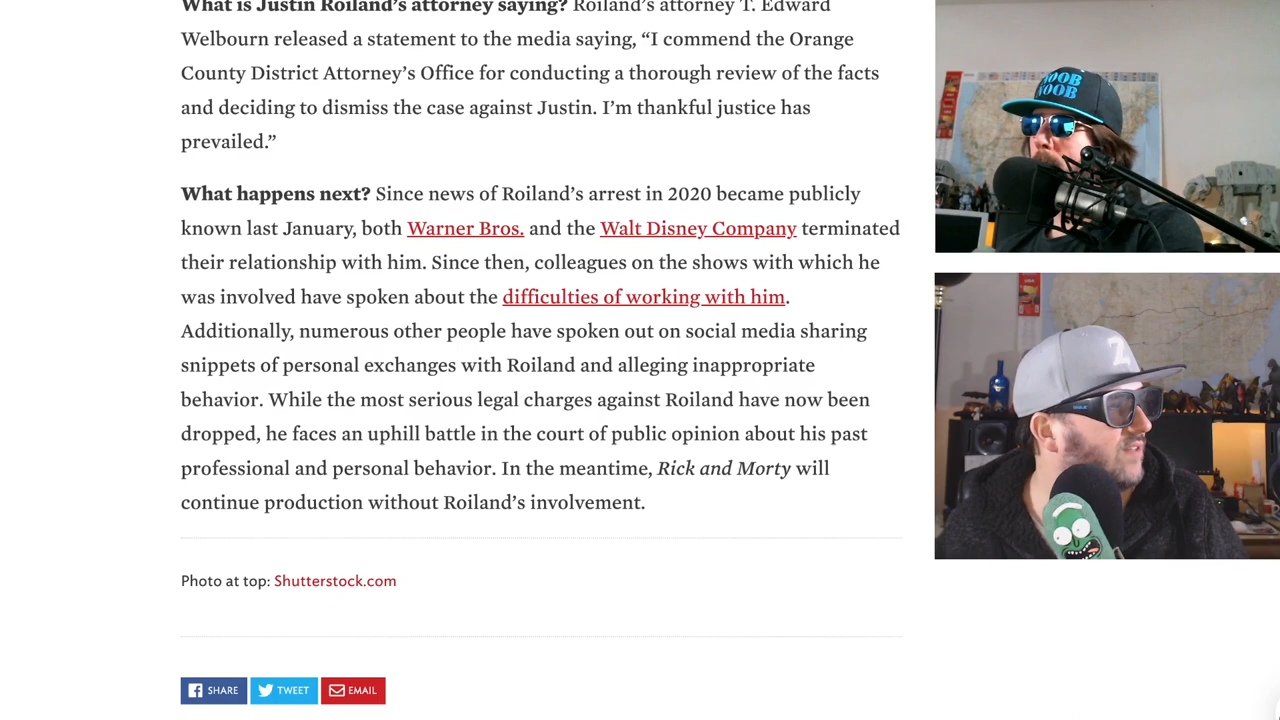 What is Justin Roiland’s attorney saying? Roiland’s attorney T. Edward
Welbourn released a statement to the media saying, “I commend the Orange
County District Attorney’s Office for conducting a thorough review of the facts
and deciding to dismiss the case against Justin. I’m thankful justice has
prevailed.”
What happens next? Since news of Roiland’s arrest in 2020 became publicly
known last January, both Warner Bros. and the Walt Disney Company terminated
their relationship with him. Since then, colleagues on the shows with which he
was involved have spoken about the difficulties of working with him.
Additionally, numerous other people have spoken out on social media sharing
snippets of personal exchanges with Roiland and alleging inappropriate
behavior. While the most serious legal charges against Roiland have now been
dropped, he faces an uphill battle in the court of public opinion about his past
professional and personal behavior. In the meantime, Rick and Morty will
continue production without Roiland’s involvement.
Photo at top: Shutterstock.com
SHARE TWEET EMAIL
NOOB
NOOB
Z